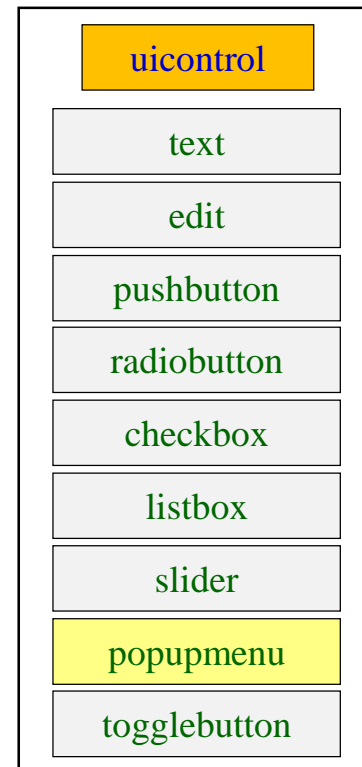 uicontrol
text
edit
pushbutton
radiobutton
checkbox
listbox
slider
popupmenu
togglebutton